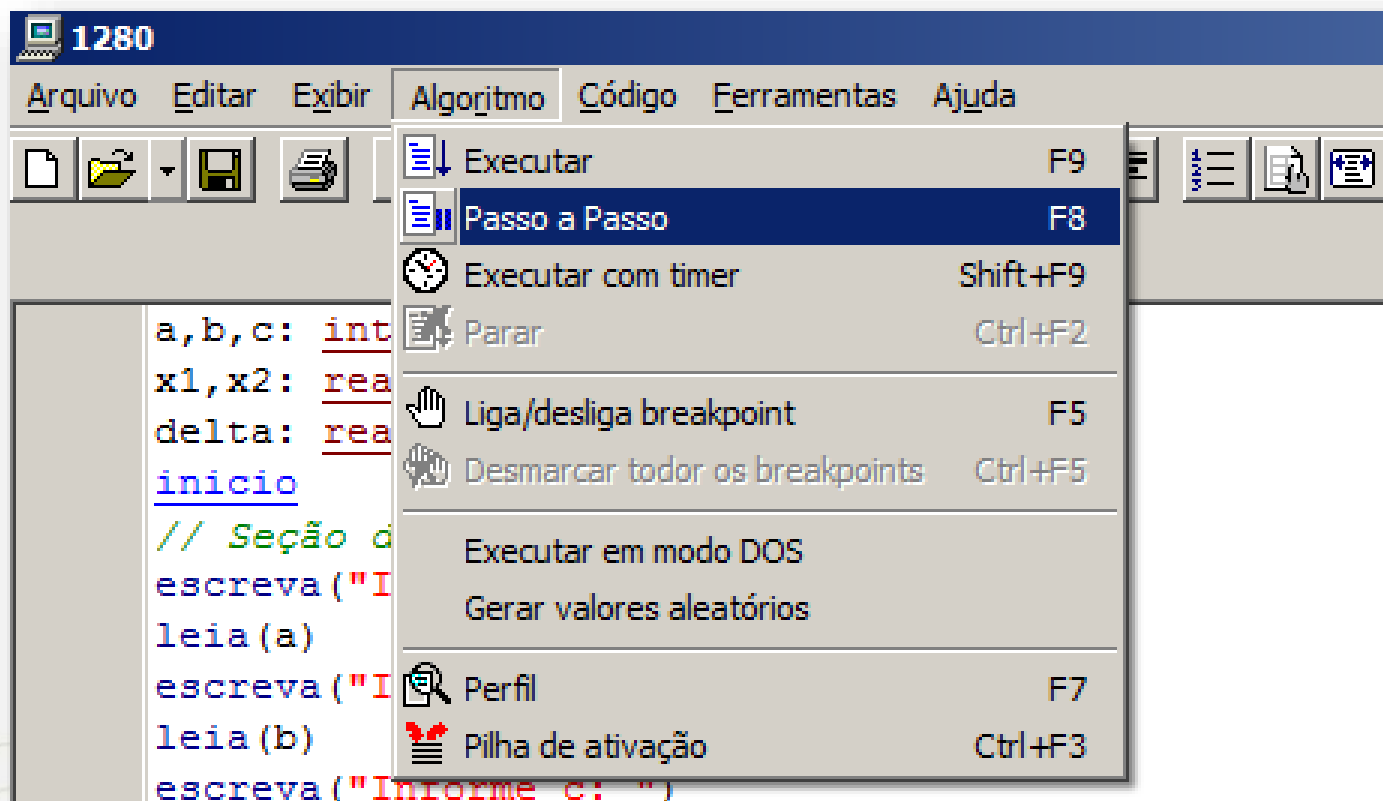 1280
Arquivo Editar Exibir Algoritmo Código Ferramentas Ajuda
Executar F9
Passo a Passo F8
Executar com timer Shift+F9
Parar Ctrl+F2
Liga/desliga breakpoint F5
Desmarcar todor os breakpoints Ctrl+F5
Executar em modo DOS
Gerar valores aleatórios
Perfil F7
Pilha de ativação Ctrl+F3
a,b,c: int
x1,x2: rea
delta: rea
inicio
// Seção d
escreva("I
leia(a)
escreva("I
leia(b)
escreva("Informe c: ")